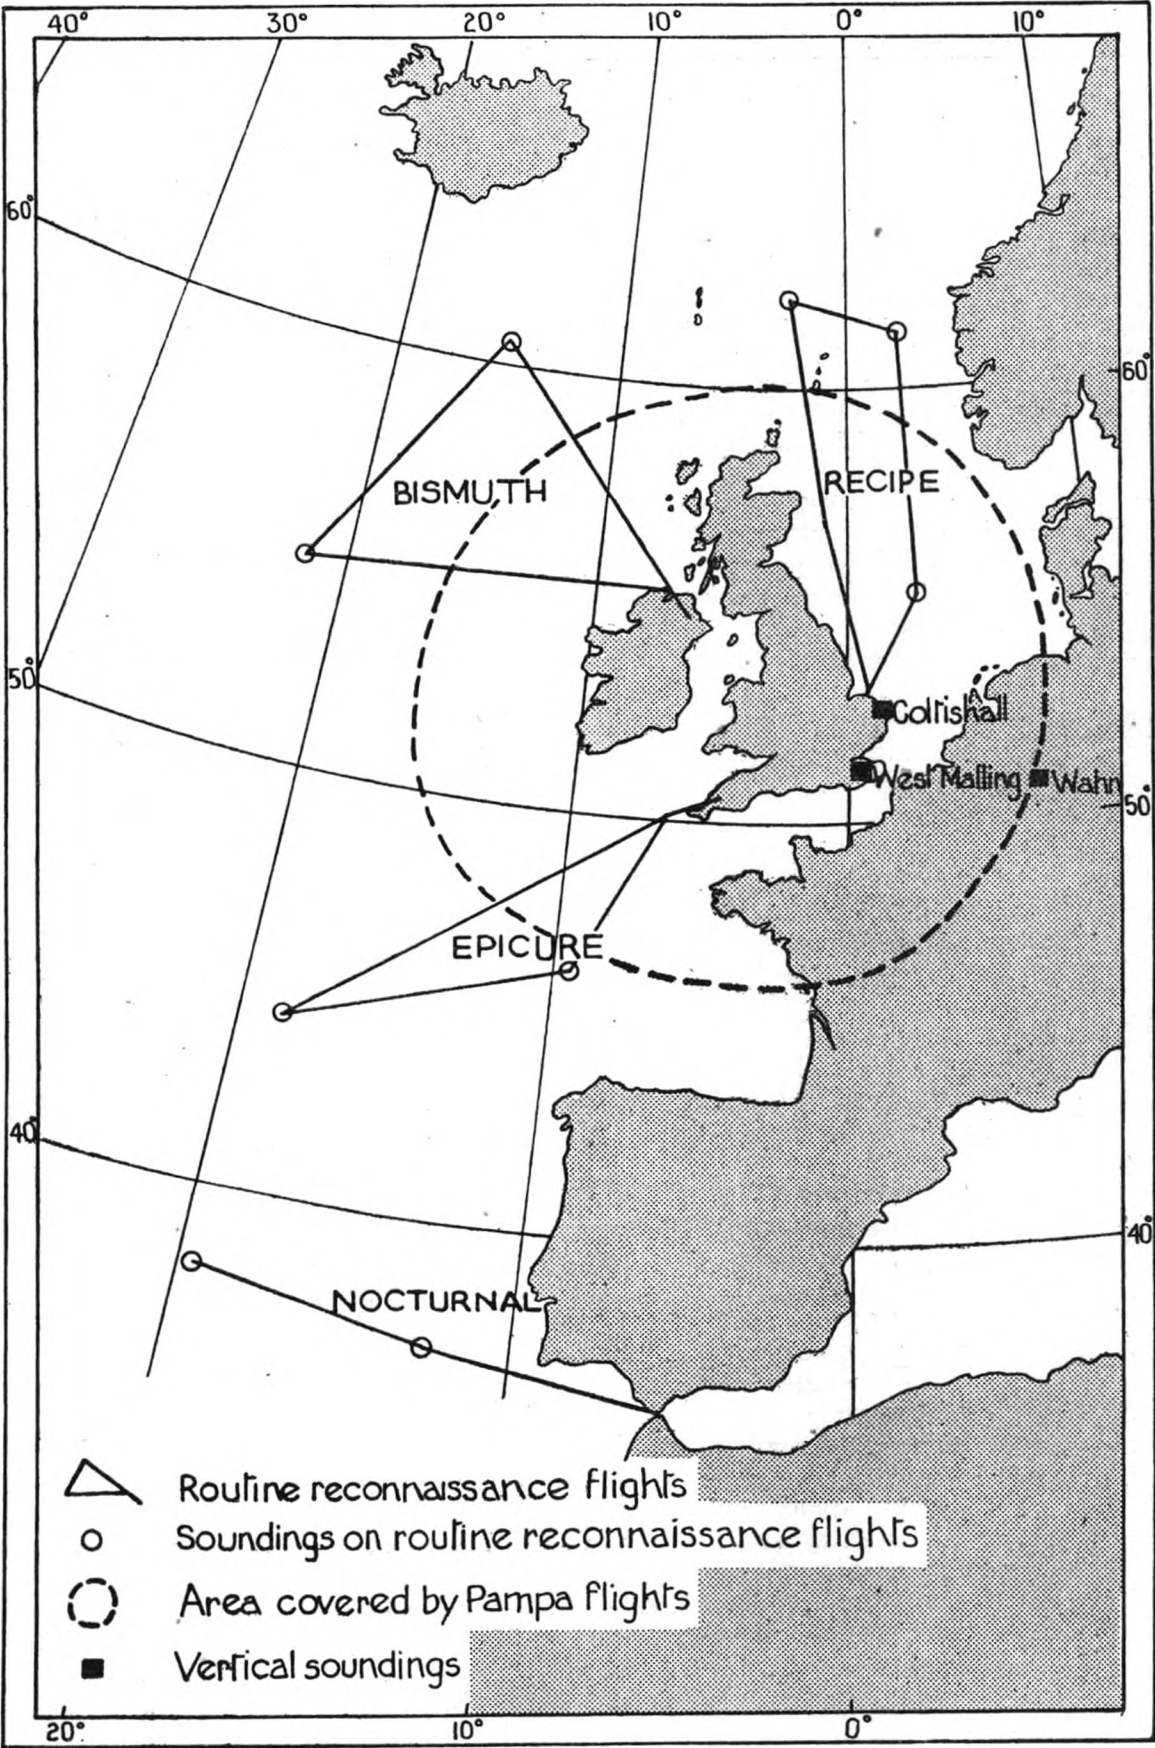 40° 30° 20° 10° 0° 10°
60°
60°
BISMUTH
RECIPE
50°
Coltishall
West Malling
Wahn
50°
EPICURE
40°
40°
NOCTURNAL
Routine reconnaissance flights
Soundings on routine reconnaissance flights
Area covered by Pampa flights
Vertical soundings
20° 10° 0°